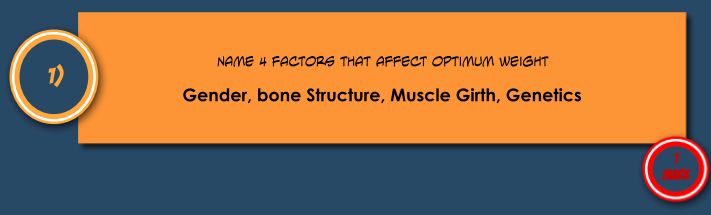 1)
NAME 4 FACTORS THAT AFFECT OPTIMUM WEIGHT
Gender, bone Structure, Muscle Girth, Genetics
1
MARK